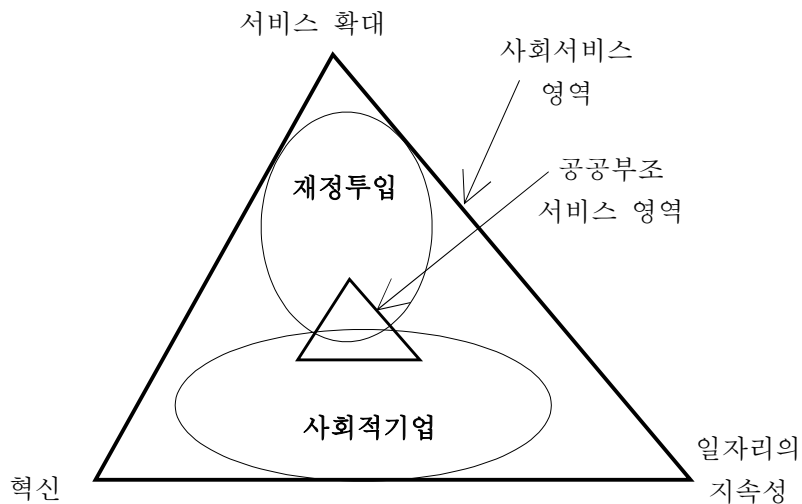 서비스 확대
사회서비스
영역
재정투입
공공부조
서비스 영역
사회적기업
혁신
일자리의
지속성